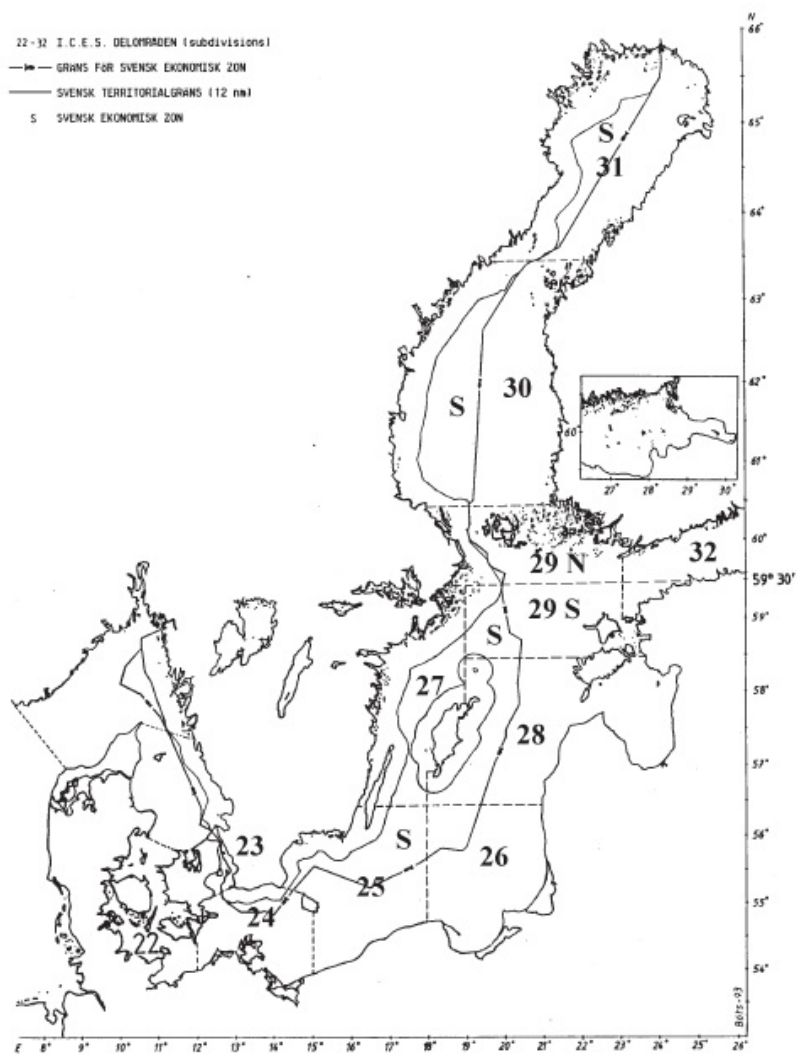 22-32 I.C.E.S. DELOMRÅDEN (subdivisions)
GRÄNS FÖR SVENSK EKONOMISK ZON
SVENSK TERRITORIALGRÄNS (12 nm)
S SVENSK EKONOMISK ZON
N
66°
S
65°
31
64°
63°
30
62°
S
60°
61°
27° 28° 29° 30°
60°
32
29 N
59° 30'
29 S
59°
S
27
58°
28
57°
23
S
56°
26
25
55°
24
22
54°
Bots-93
E 8° 9° 10° 11° 12° 13° 14° 15° 16° 17° 18° 19° 20° 21° 22° 23° 24° 25° 26°